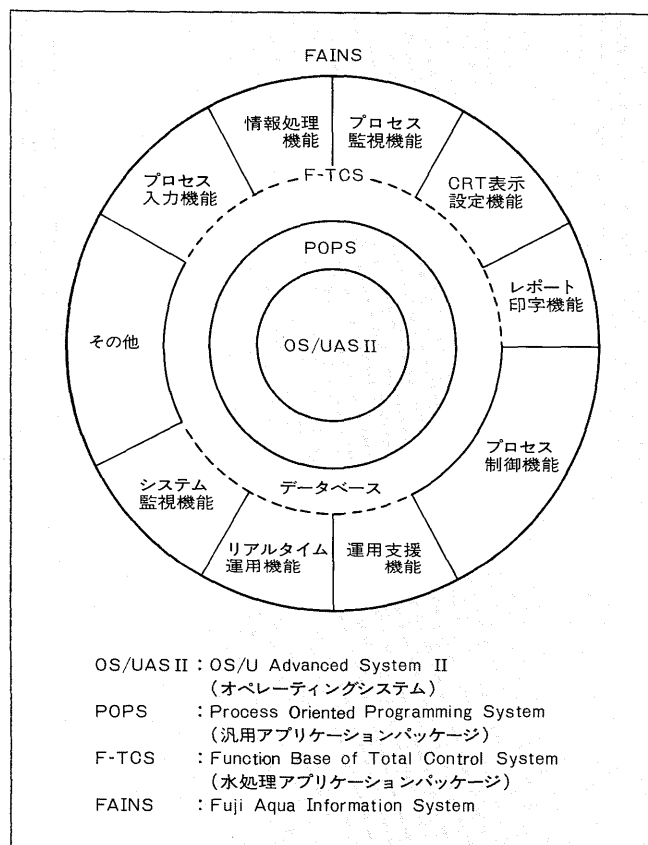 FAINS
情報処理
機能
プロセス
監視機能
プロセス
入力機能
F-TCS
CRT表示
設定機能
POPS
レポート
印字機能
OS/UAS II
その他
プロセス
制御機能
システム
監視機能
データベース
リアルタイム
運用機能
運用支援
機能
OS/UAS II : OS/U Advanced System II
(オペレーティングシステム)
POPS : Process Oriented Programming System
(汎用アプリケーションパッケージ)
F-TCS : Function Base of Total Control System
(水処理アプリケーションパッケージ)
FAINS : Fuji Aqua Information System